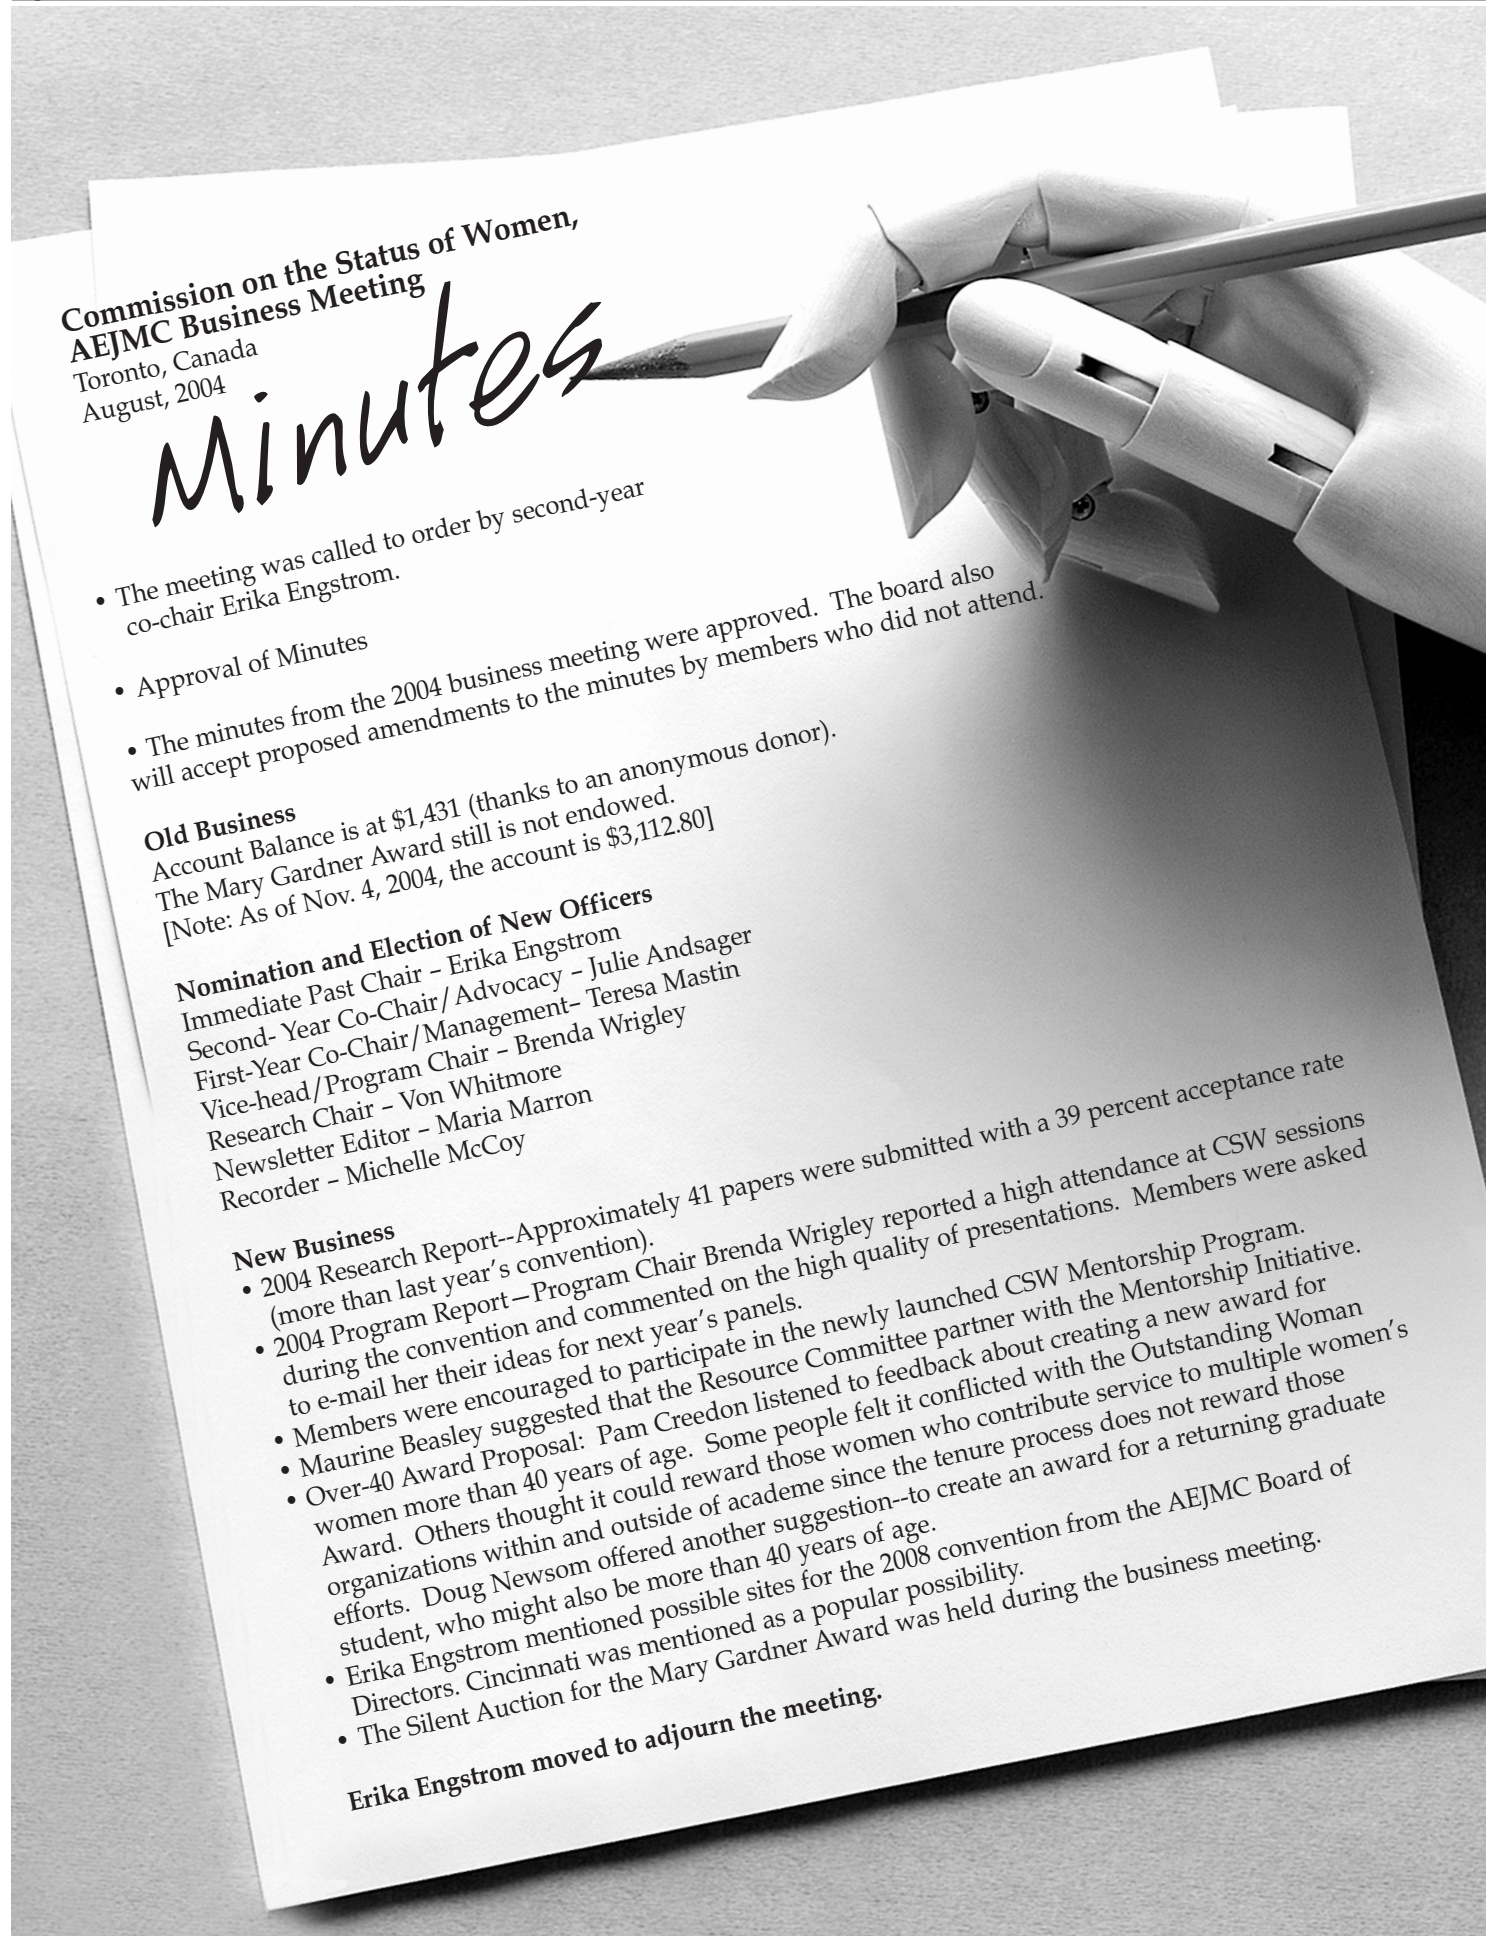 Commission on the Status of Women,
AEJMC Business Meeting
Toronto, Canada
August, 2004
Minutes
• The meeting was called to order by second-year
co-chair Erika Engstrom.
• Approval of Minutes
• The minutes from the 2004 business meeting were approved.  The board also
will accept proposed amendments to the minutes by members who did not attend.
Old Business
Account Balance is at $1,431 (thanks to an anonymous donor).
The Mary Gardner Award still is not endowed.
[Note: As of Nov. 4, 2004, the account is $3,112.80]
Nomination and Election of New Officers
Immediate Past Chair – Erika Engstrom
Second- Year Co-Chair/Advocacy – Julie Andsager
First-Year Co-Chair/Management– Teresa Mastin
Vice-head/Program Chair – Brenda Wrigley
Research Chair – Von Whitmore
Newsletter Editor – Maria Marron
Recorder – Michelle McCoy
New Business
• 2004 Research Report--Approximately 41 papers were submitted with a 39 percent acceptance rate
(more than last year's convention).
• 2004 Program Report—Program Chair Brenda Wrigley reported a high attendance at CSW sessions
during the convention and commented on the high quality of presentations.  Members were asked
to e-mail her their ideas for next year's panels.
• Members were encouraged to participate in the newly launched CSW Mentorship Program.
• Maurine Beasley suggested that the Resource Committee partner with the Mentorship Initiative.
• Over-40 Award Proposal:  Pam Creedon listened to feedback about creating a new award for
women more than 40 years of age.  Some people felt it conflicted with the Outstanding Woman
Award.  Others thought it could reward those women who contribute service to multiple women's
organizations within and outside of academe since the tenure process does not reward those
efforts.  Doug Newsom offered another suggestion--to create an award for a returning graduate
student, who might also be more than 40 years of age.
• Erika Engstrom mentioned possible sites for the 2008 convention from the AEJMC Board of
Directors. Cincinnati was mentioned as a popular possibility.
• The Silent Auction for the Mary Gardner Award was held during the business meeting.
Erika Engstrom moved to adjourn the meeting.